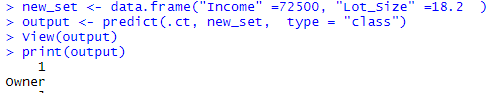 > new_set <- data.frame("Income" =72500, "Lot_Size" =18.2  )
> output <- predict(.ct, new_set,  type = "class")
> View(output)
> print(output)
    1
Owner